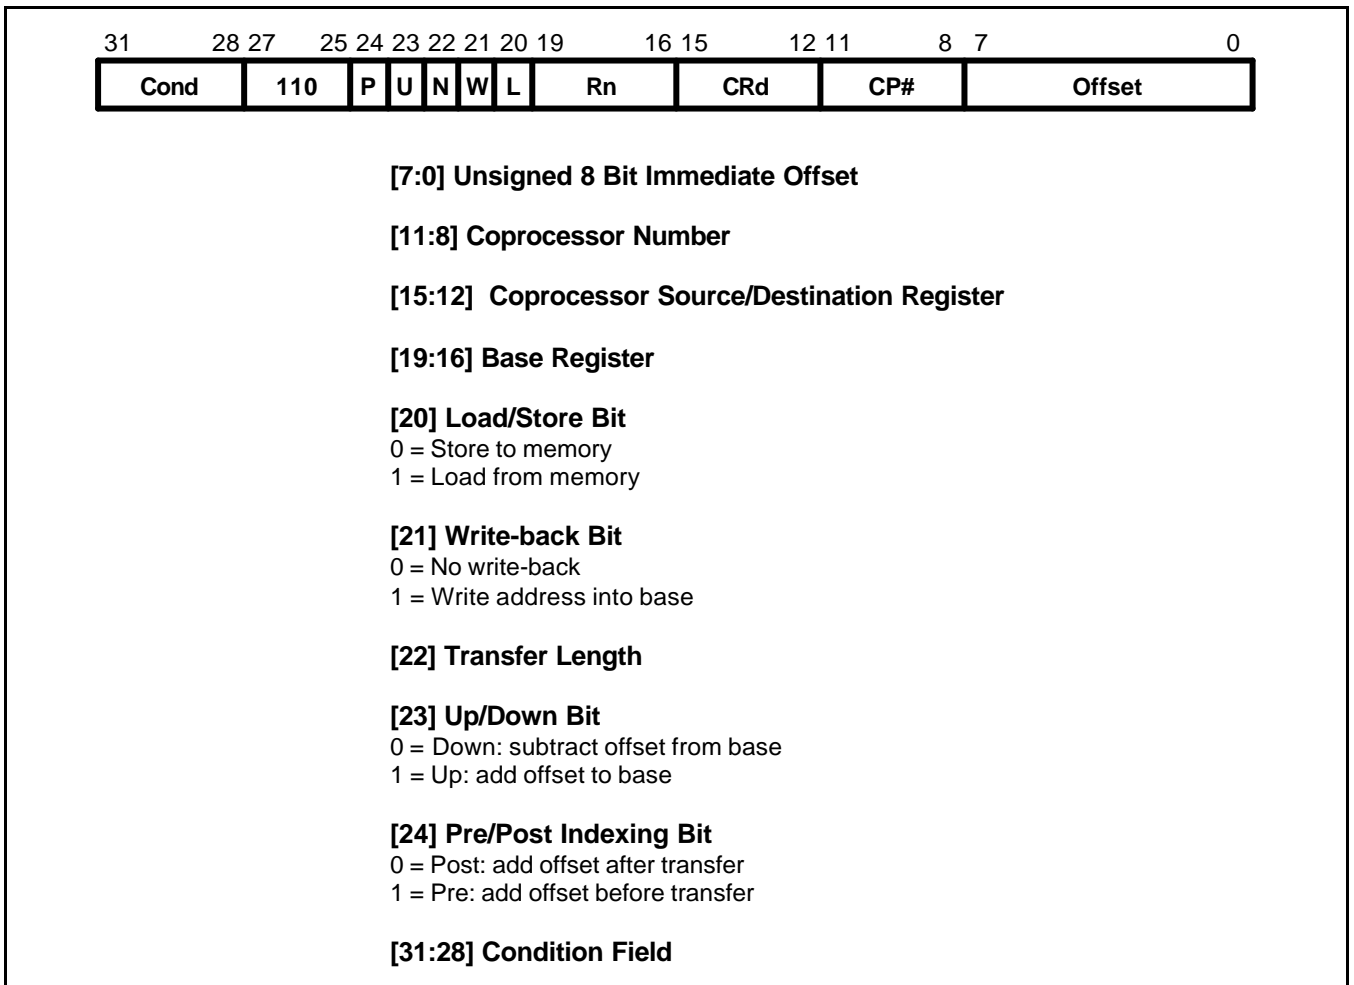 31 28 27 25 24 23 22 21 20 19 16 15 12 11 8 7 0
Cond 110 P U N W L Rn CRd CP# Offset
[7:0] Unsigned 8 Bit Immediate Offset
[11:8] Coprocessor Number
[15:12] Coprocessor Source/Destination Register
[19:16] Base Register
[20] Load/Store Bit
0 = Store to memory
1 = Load from memory
[21] Write-back Bit
0 = No write-back
1 = Write address into base
[22] Transfer Length
[23] Up/Down Bit
0 = Down: subtract offset from base
1 = Up: add offset to base
[24] Pre/Post Indexing Bit
0 = Post: add offset after transfer
1 = Pre: add offset before transfer
[31:28] Condition Field